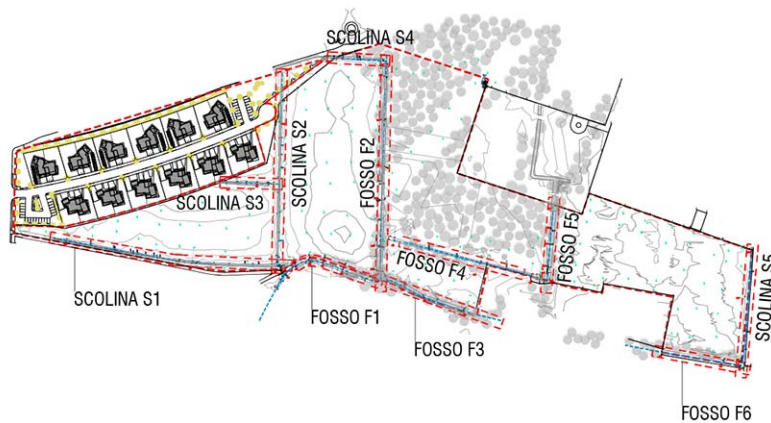 SCOLINA S4
SCOLINA S2
FOSSO F2
SCOLINA S3
FOSSO F5
FOSSO F4
SCOLINA S5
SCOLINA S1
FOSSO F1
FOSSO F3
FOSSO F6